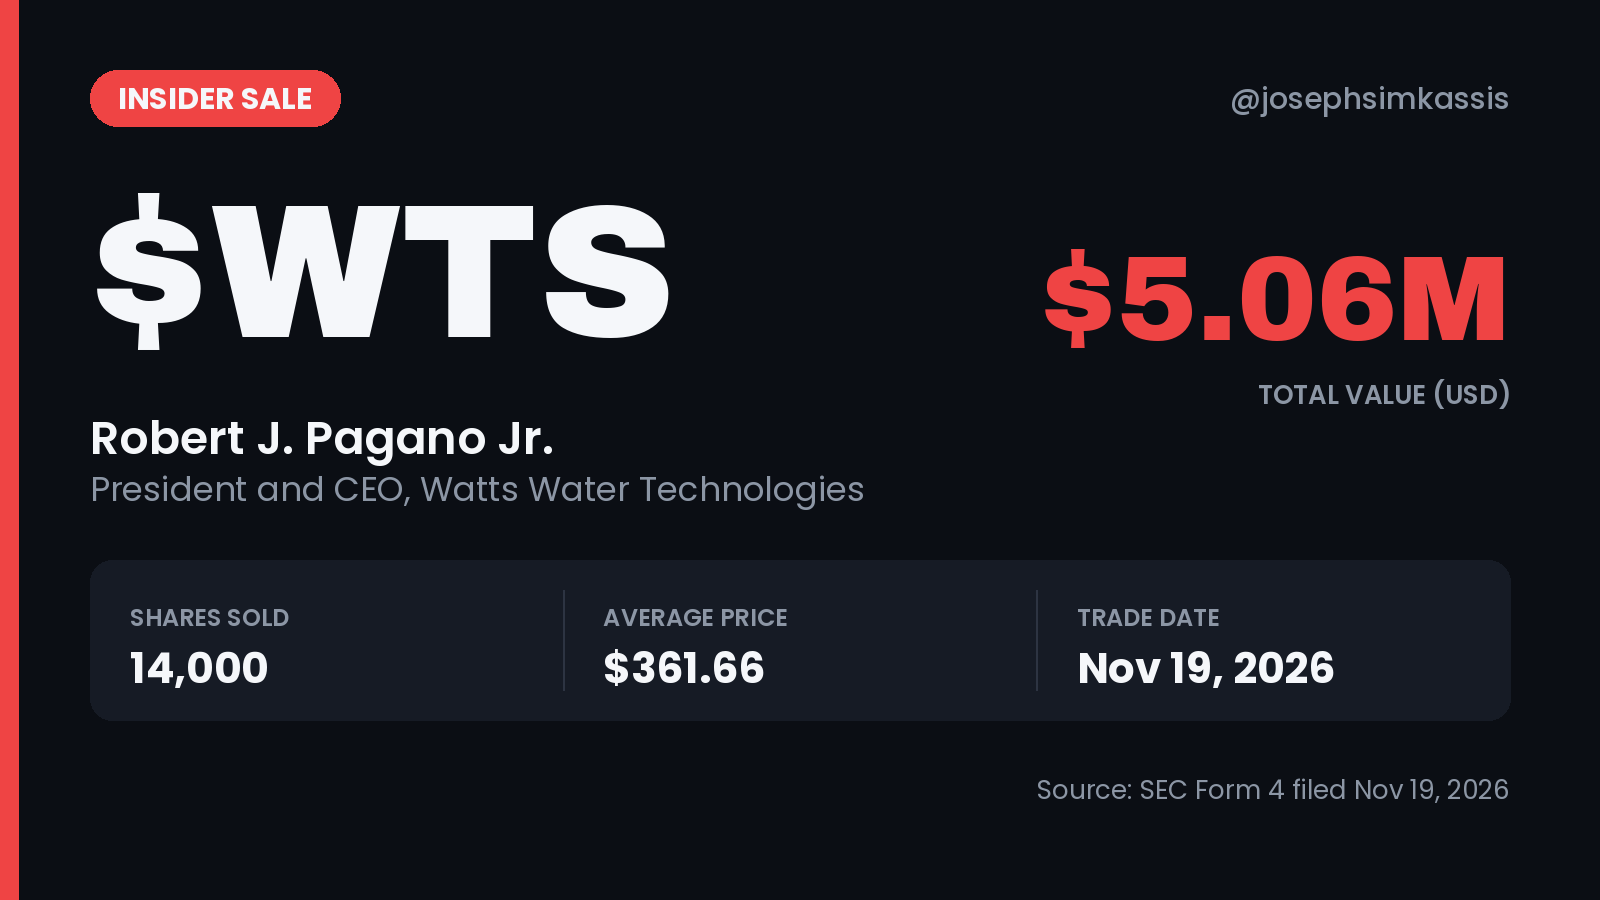 INSIDER SALE
@josephsimkassis
$WTS
$5.06M
TOTAL VALUE (USD)
Robert J. Pagano Jr.
President and CEO, Watts Water Technologies
SHARES SOLD
14,000
AVERAGE PRICE
$361.66
TRADE DATE
Nov 19, 2026
Source: SEC Form 4 filed Nov 19, 2026